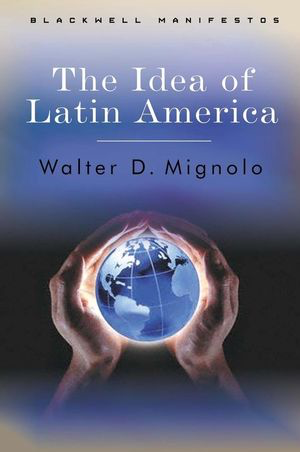 BLACKWELL MANIFESTOS
The Idea of
Latin America
Walter D. Mignolo